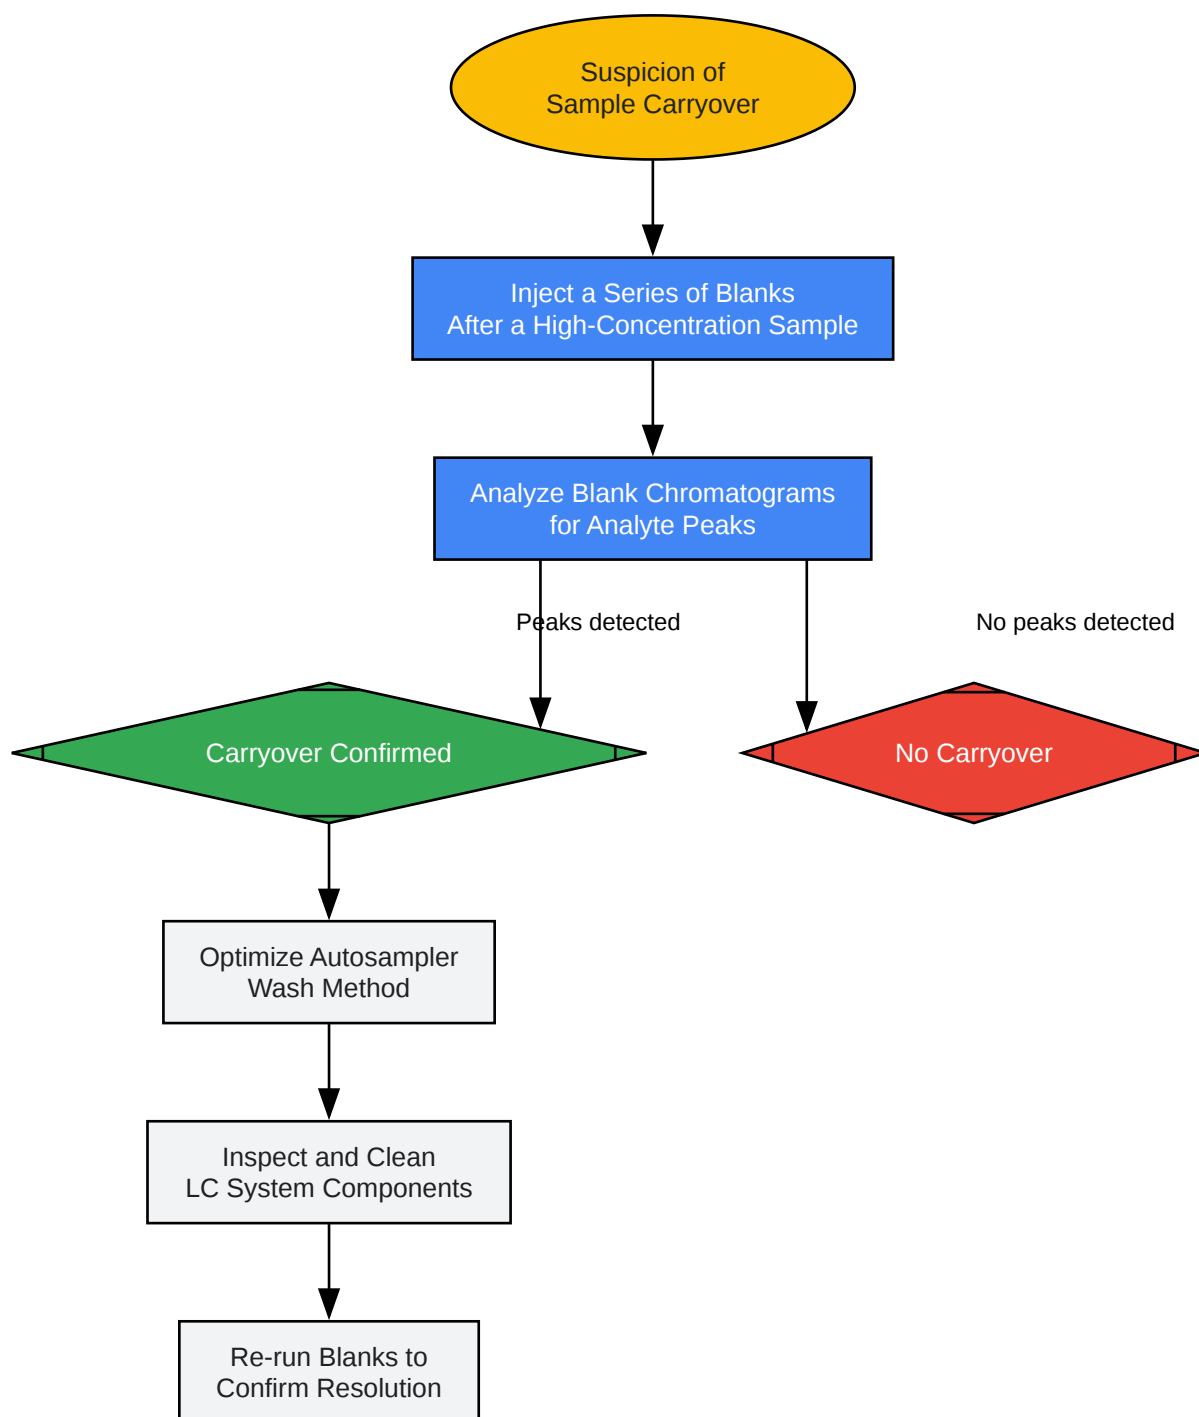 Suspicion of
Sample Carryover
Inject a Series of Blanks
After a High-Concentration Sample
Analyze Blank Chromatograms
for Analyte Peaks
Peaks detected
No peaks detected
Carryover Confirmed
No Carryover
Optimize Autosampler
Wash Method
Inspect and Clean
LC System Components
Re-run Blanks to
Confirm Resolution